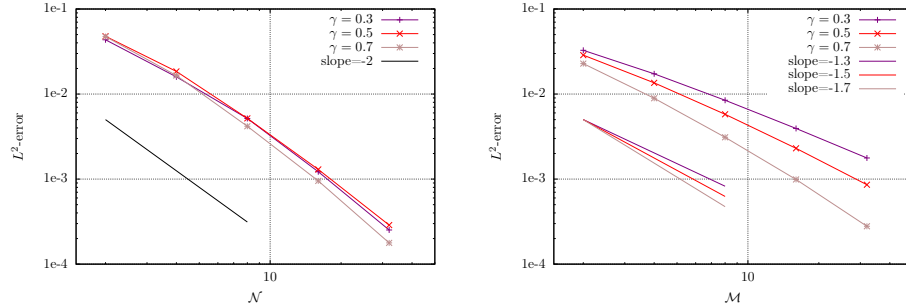 1e-1
1e-2
1e-3
1e-4
10
L²-error
𝒩
γ = 0.3
γ = 0.5
γ = 0.7
slope=-2
1e-1
1e-2
1e-3
1e-4
10
L²-error
ℳ
γ = 0.3
γ = 0.5
γ = 0.7
slope=-1.3
slope=-1.5
slope=-1.7